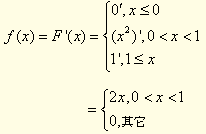 f(x) = F'(x) = { 0', x ≤ 0
(x²)', 0 < x < 1
1', 1 ≤ x
= { 2x, 0 < x < 1
0, 其它